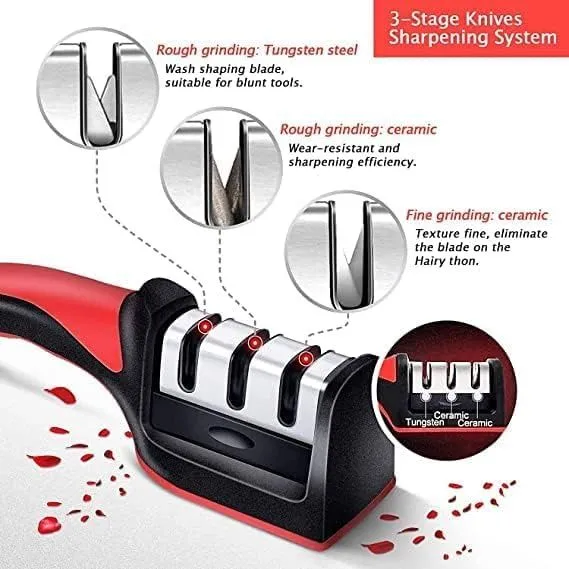 3-Stage Knives
Sharpening System
Rough grinding: Tungsten steel
Wash shaping blade,
suitable for blunt tools.
Rough grinding: ceramic
Wear-resistant and
sharpening efficiency.
Fine grinding: ceramic
Texture fine, eliminate
the blade on the
Hairy thon.
Ceramic
Tungsten
Ceramic